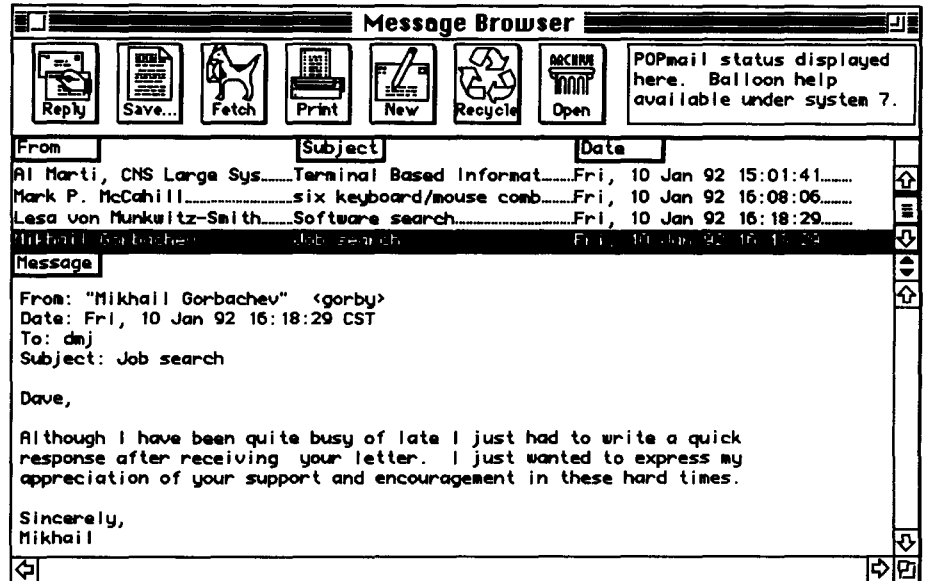 Message Browser
Reply Save... Fetch Print New Recycle ARCHIVE Open
POPmail status displayed
here. Balloon help
available under system 7.
From Subject Date
Al Marti, CNS Large Sys……Terminal Based Informat……Fri, 10 Jan 92 15:01:41……
Mark P. McCahill……six keyboard/mouse comb……Fri, 10 Jan 92 16:08:06……
Lesa von Munkwitz-Smith……Software search……Fri, 10 Jan 92 16:18:29……
Mikhail Gorbachev Job search Fri, 10 Jan 92
Message
From: "Mikhail Gorbachev" <gorby>
Date: Fri, 10 Jan 92 16:18:29 CST
To: dmj
Subject: Job search
Dave,
Although I have been quite busy of late I just had to write a quick
response after receiving your letter. I just wanted to express my
appreciation of your support and encouragement in these hard times.
Sincerely,
Mikhail